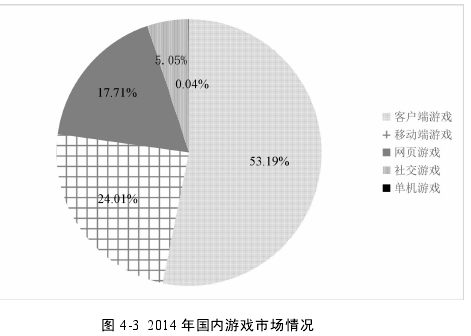 5.05%
0.04%
17.71%
53.19%
24.01%
客户端游戏
移动端游戏
网页游戏
社交游戏
单机游戏
图 4-3 2014 年国内游戏市场情况